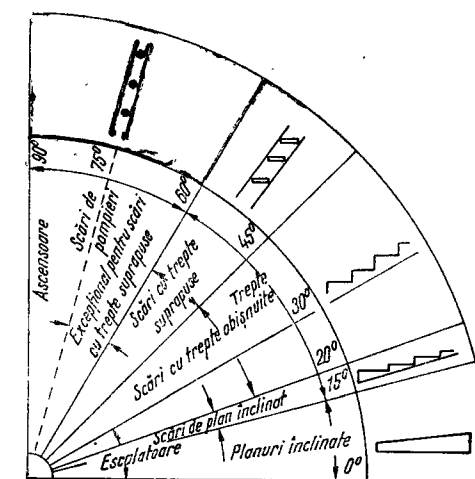 90°
75°
60°
45°
30°
20°
15°
0°
Ascensoare
Scări de
pompieri
Excepțional pentru scări
cu trepte suprapuse
Scări cu trepte
suprapuse
Trepte
Scări cu trepte obișnuite
Scări de plan înclinat
Escalatoare
Planuri înclinate